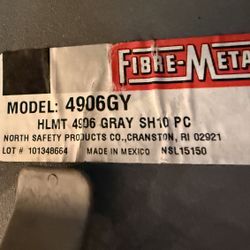 FIBRE-META
MODEL: 4906GY
HLMT 4906 GRAY SH10 PC
NORTH SAFETY PRODUCTS CO., CRANSTON, RI 02921
LOT # 101348664 MADE IN MEXICO NSL15150